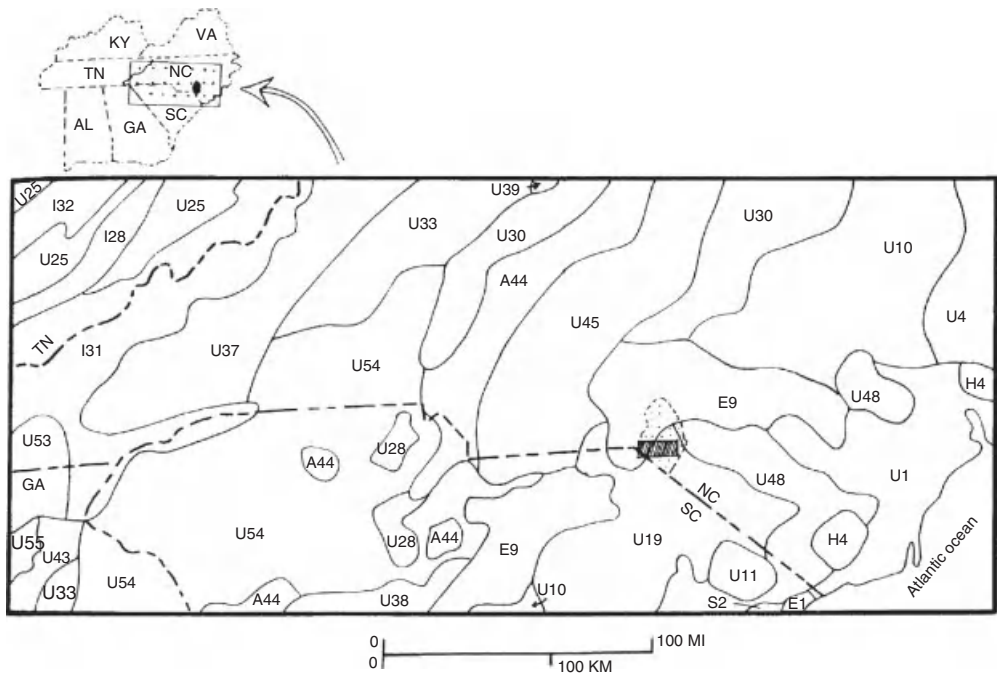 KY
VA
TN
NC
SC
AL
GA
U25
I32
U25
I28
U25
U33
U39
U30
A44
U30
U10
U45
U4
TN
I31
U37
U54
E9
U48
H4
U53
GA
A44
U28
U1
NC
SC
U48
U55
U43
U33
U54
U54
U28
A44
E9
U19
H4
U11
A44
U38
U10
S2
E1
Atlantic ocean
0
100 MI
0
100 KM